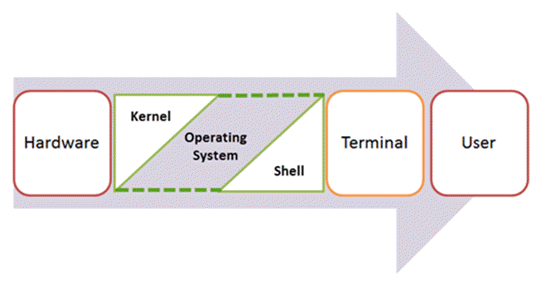 Hardware
Kernel
Operating
System
Shell
Terminal
User